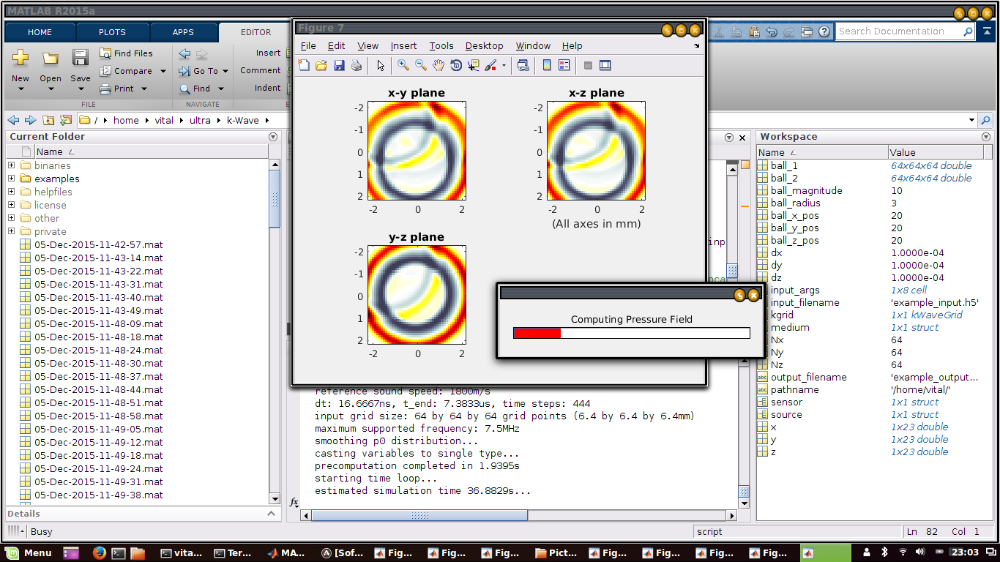 MATLAB R2015a
HOME
PLOTS
APPS
EDITOR
Search Documentation
New
Open
Save
Find Files
Compare
Print
Go To
Find
Insert
Comment
Indent
FILE
NAVIGATE
/ home vital ultra k-Wave
Current Folder
Name
binaries
examples
helpfiles
license
other
private
05-Dec-2015-11-42-57.mat
05-Dec-2015-11-43-14.mat
05-Dec-2015-11-43-22.mat
05-Dec-2015-11-43-31.mat
05-Dec-2015-11-43-40.mat
05-Dec-2015-11-43-49.mat
05-Dec-2015-11-48-09.mat
05-Dec-2015-11-48-18.mat
05-Dec-2015-11-48-24.mat
05-Dec-2015-11-48-30.mat
05-Dec-2015-11-48-37.mat
05-Dec-2015-11-48-44.mat
05-Dec-2015-11-48-51.mat
05-Dec-2015-11-48-58.mat
05-Dec-2015-11-49-05.mat
05-Dec-2015-11-49-12.mat
05-Dec-2015-11-49-18.mat
05-Dec-2015-11-49-24.mat
05-Dec-2015-11-49-31.mat
05-Dec-2015-11-49-38.mat
Details
Busy
Figure 7
File Edit View Insert Tools Desktop Window Help
x-y plane
-2
-1
0
1
2
-2 0 2
x-z plane
-2
-1
0
1
2
-2 0 2
(All axes in mm)
y-z plane
-2
-1
0
1
2
-2 0 2
Computing Pressure Field
inp
oca
reference sound speed: 1800m/s
dt: 16.6667ns, t_end: 7.3833us, time steps: 444
input grid size: 64 by 64 by 64 grid points (6.4 by 6.4 by 6.4mm)
maximum supported frequency: 7.5MHz
smoothing p0 distribution...
casting variables to single type...
precomputation completed in 1.9395s
starting time loop...
estimated simulation time 36.8829s...
fx
Workspace
Name Value
ball_1 64x64x64 double
ball_2 64x64x64 double
ball_magnitude 10
ball_radius 3
ball_x_pos 20
ball_y_pos 20
ball_z_pos 20
dx 1.0000e-04
dy 1.0000e-04
dz 1.0000e-04
input_args 1x8 cell
input_filename 'example_input.h5'
kgrid 1x1 kWaveGrid
medium 1x1 struct
Nx 64
Ny 64
Nz 64
output_filename 'example_output...
pathname '/home/vital/'
sensor 1x1 struct
source 1x1 struct
x 1x23 double
y 1x23 double
z 1x23 double
script
Ln 82 Col 1
Menu
vita...
Ter...
MA...
[Sof...
Fig...
Fig...
Fig...
Pict...
Fig...
Fig...
Fig...
Fig...
23:03